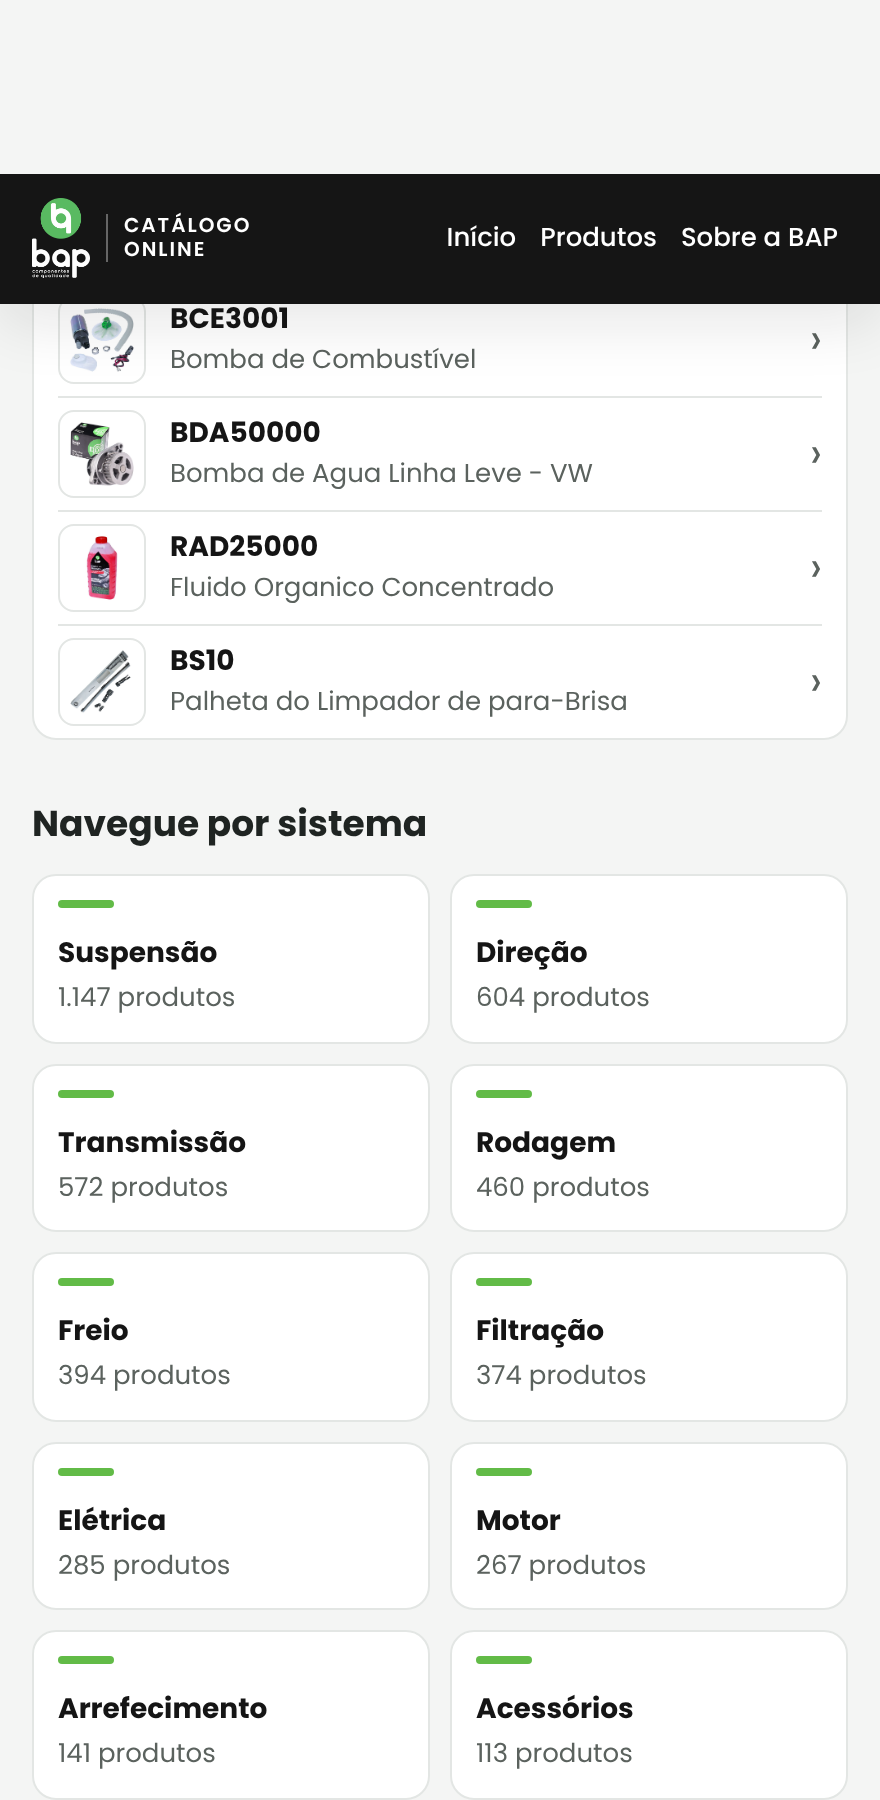 bap
componentes
de qualidade
CATÁLOGO
ONLINE
Início Produtos Sobre a BAP
BCE3001
Bomba de Combustível
BDA50000
Bomba de Agua Linha Leve - VW
RAD25000
Fluido Organico Concentrado
BS10
Palheta do Limpador de para-Brisa
Navegue por sistema
Suspensão
1.147 produtos
Direção
604 produtos
Transmissão
572 produtos
Rodagem
460 produtos
Freio
394 produtos
Filtração
374 produtos
Elétrica
285 produtos
Motor
267 produtos
Arrefecimento
141 produtos
Acessórios
113 produtos